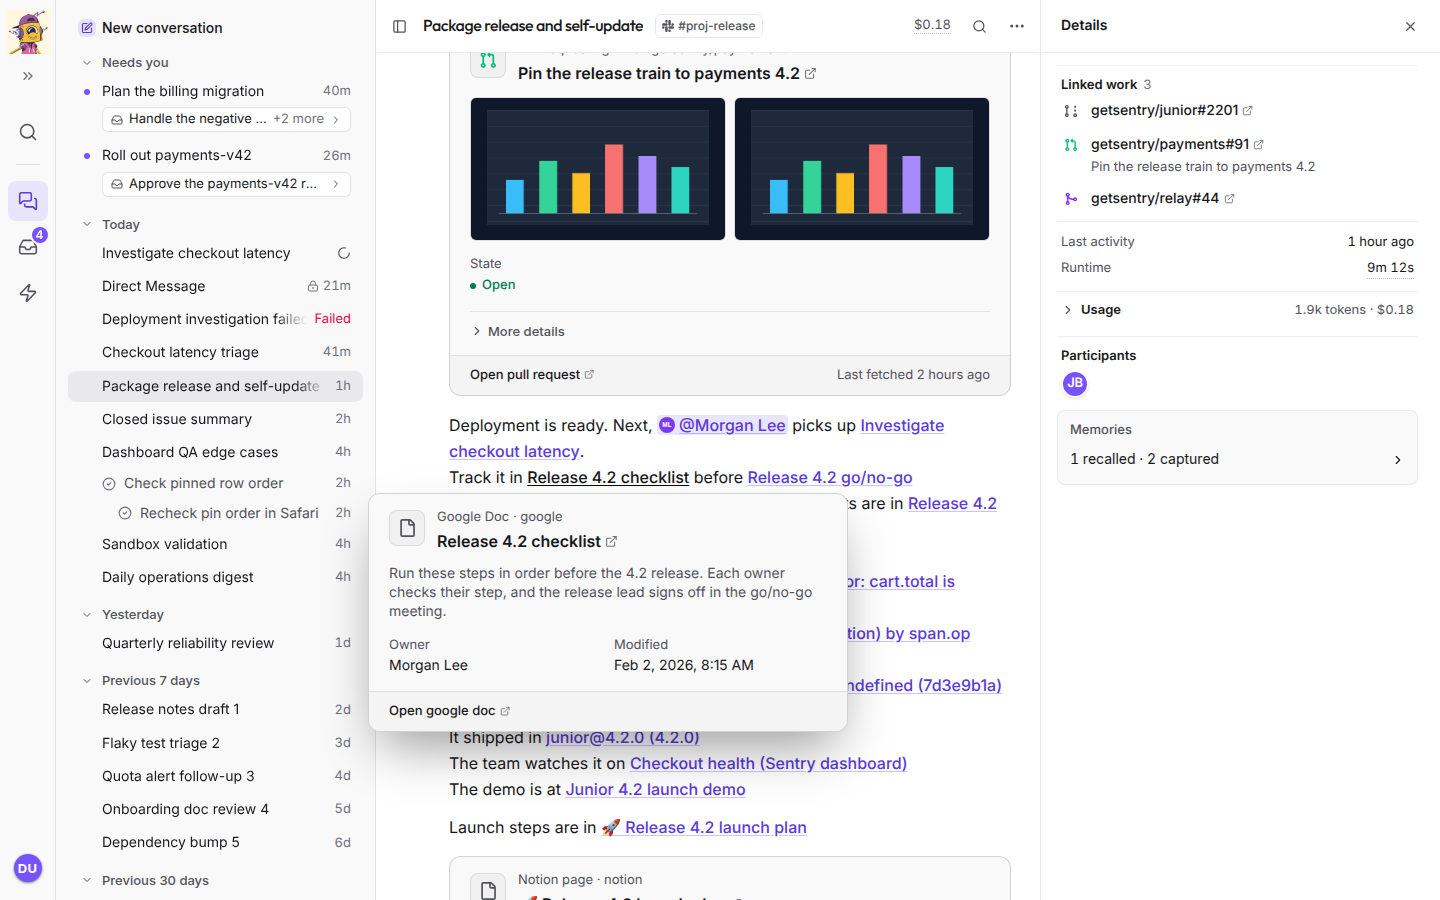 New conversation
Needs you
Plan the billing migration 40m
Handle the negative ... +2 more
Roll out payments-v42 26m
Approve the payments-v42 r...
Today
Investigate checkout latency
Direct Message 21m
Deployment investigation failed Failed
Checkout latency triage 41m
Package release and self-update 1h
Closed issue summary 2h
Dashboard QA edge cases 4h
Check pinned row order 2h
Recheck pin order in Safari 2h
Sandbox validation 4h
Daily operations digest 4h
Yesterday
Quarterly reliability review 1d
Previous 7 days
Release notes draft 1 2d
Flaky test triage 2 3d
Quota alert follow-up 3 4d
Onboarding doc review 4 5d
Dependency bump 5 6d
Previous 30 days
4
DU
Package release and self-update #proj-release $0.18
Pin the release train to payments 4.2
State
Open
More details
Open pull request Last fetched 2 hours ago
Deployment is ready. Next, ML @Morgan Lee picks up Investigate
checkout latency.
Track it in Release 4.2 checklist before Release 4.2 go/no-go
s are in Release 4.2
or: cart.total is
tion) by span.op
ndefined (7d3e9b1a)
Google Doc · google
Release 4.2 checklist
Run these steps in order before the 4.2 release. Each owner
checks their step, and the release lead signs off in the go/no-go
meeting.
Owner Modified
Morgan Lee Feb 2, 2026, 8:15 AM
Open google doc
It shipped in junior@4.2.0 (4.2.0)
The team watches it on Checkout health (Sentry dashboard)
The demo is at Junior 4.2 launch demo
Launch steps are in 🚀 Release 4.2 launch plan
Notion page · notion
Details
Linked work 3
getsentry/junior#2201
getsentry/payments#91
Pin the release train to payments 4.2
getsentry/relay#44
Last activity 1 hour ago
Runtime 9m 12s
Usage 1.9k tokens · $0.18
Participants
JB
Memories
1 recalled · 2 captured